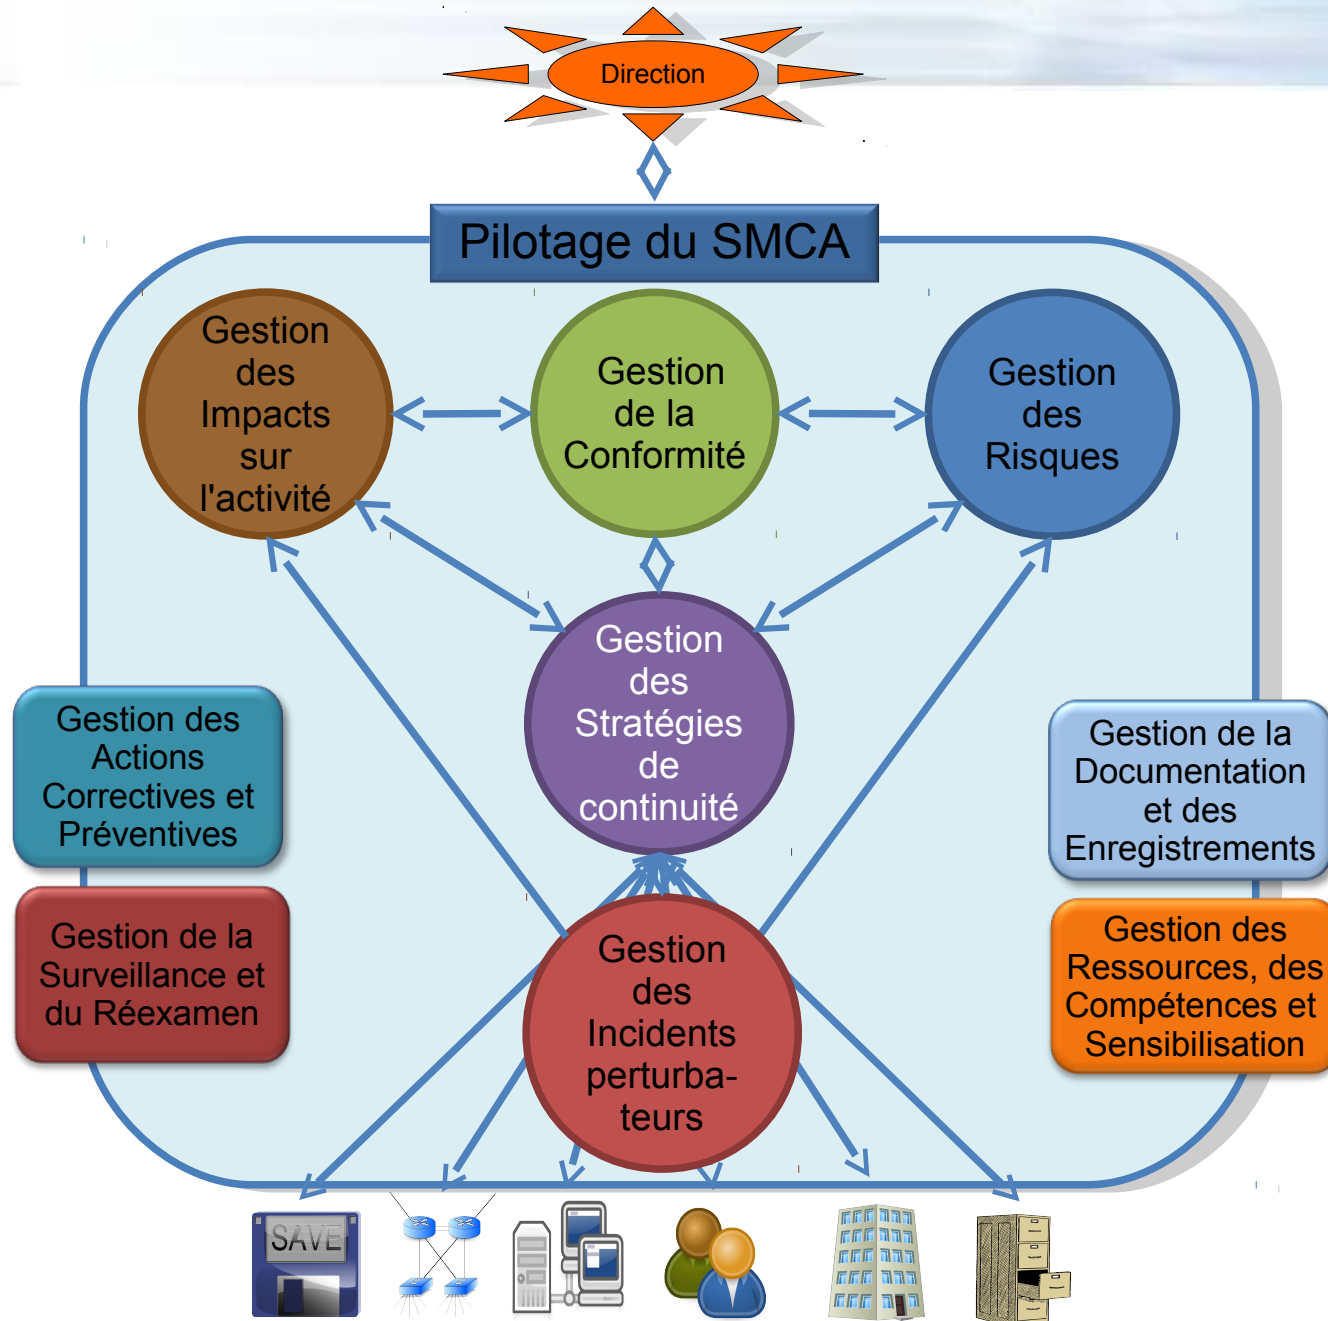 Direction
Pilotage du SMCA
Gestion
des
Impacts
sur
l'activité
Gestion
de la
Conformité
Gestion
des
Risques
Gestion
des
Stratégies
de
continuité
Gestion des
Actions
Correctives et
Préventives
Gestion de la
Documentation
et des
Enregistrements
Gestion de la
Surveillance et
du Réexamen
Gestion
des
Incidents
perturba-
teurs
Gestion des
Ressources, des
Compétences et
Sensibilisation
SAVE